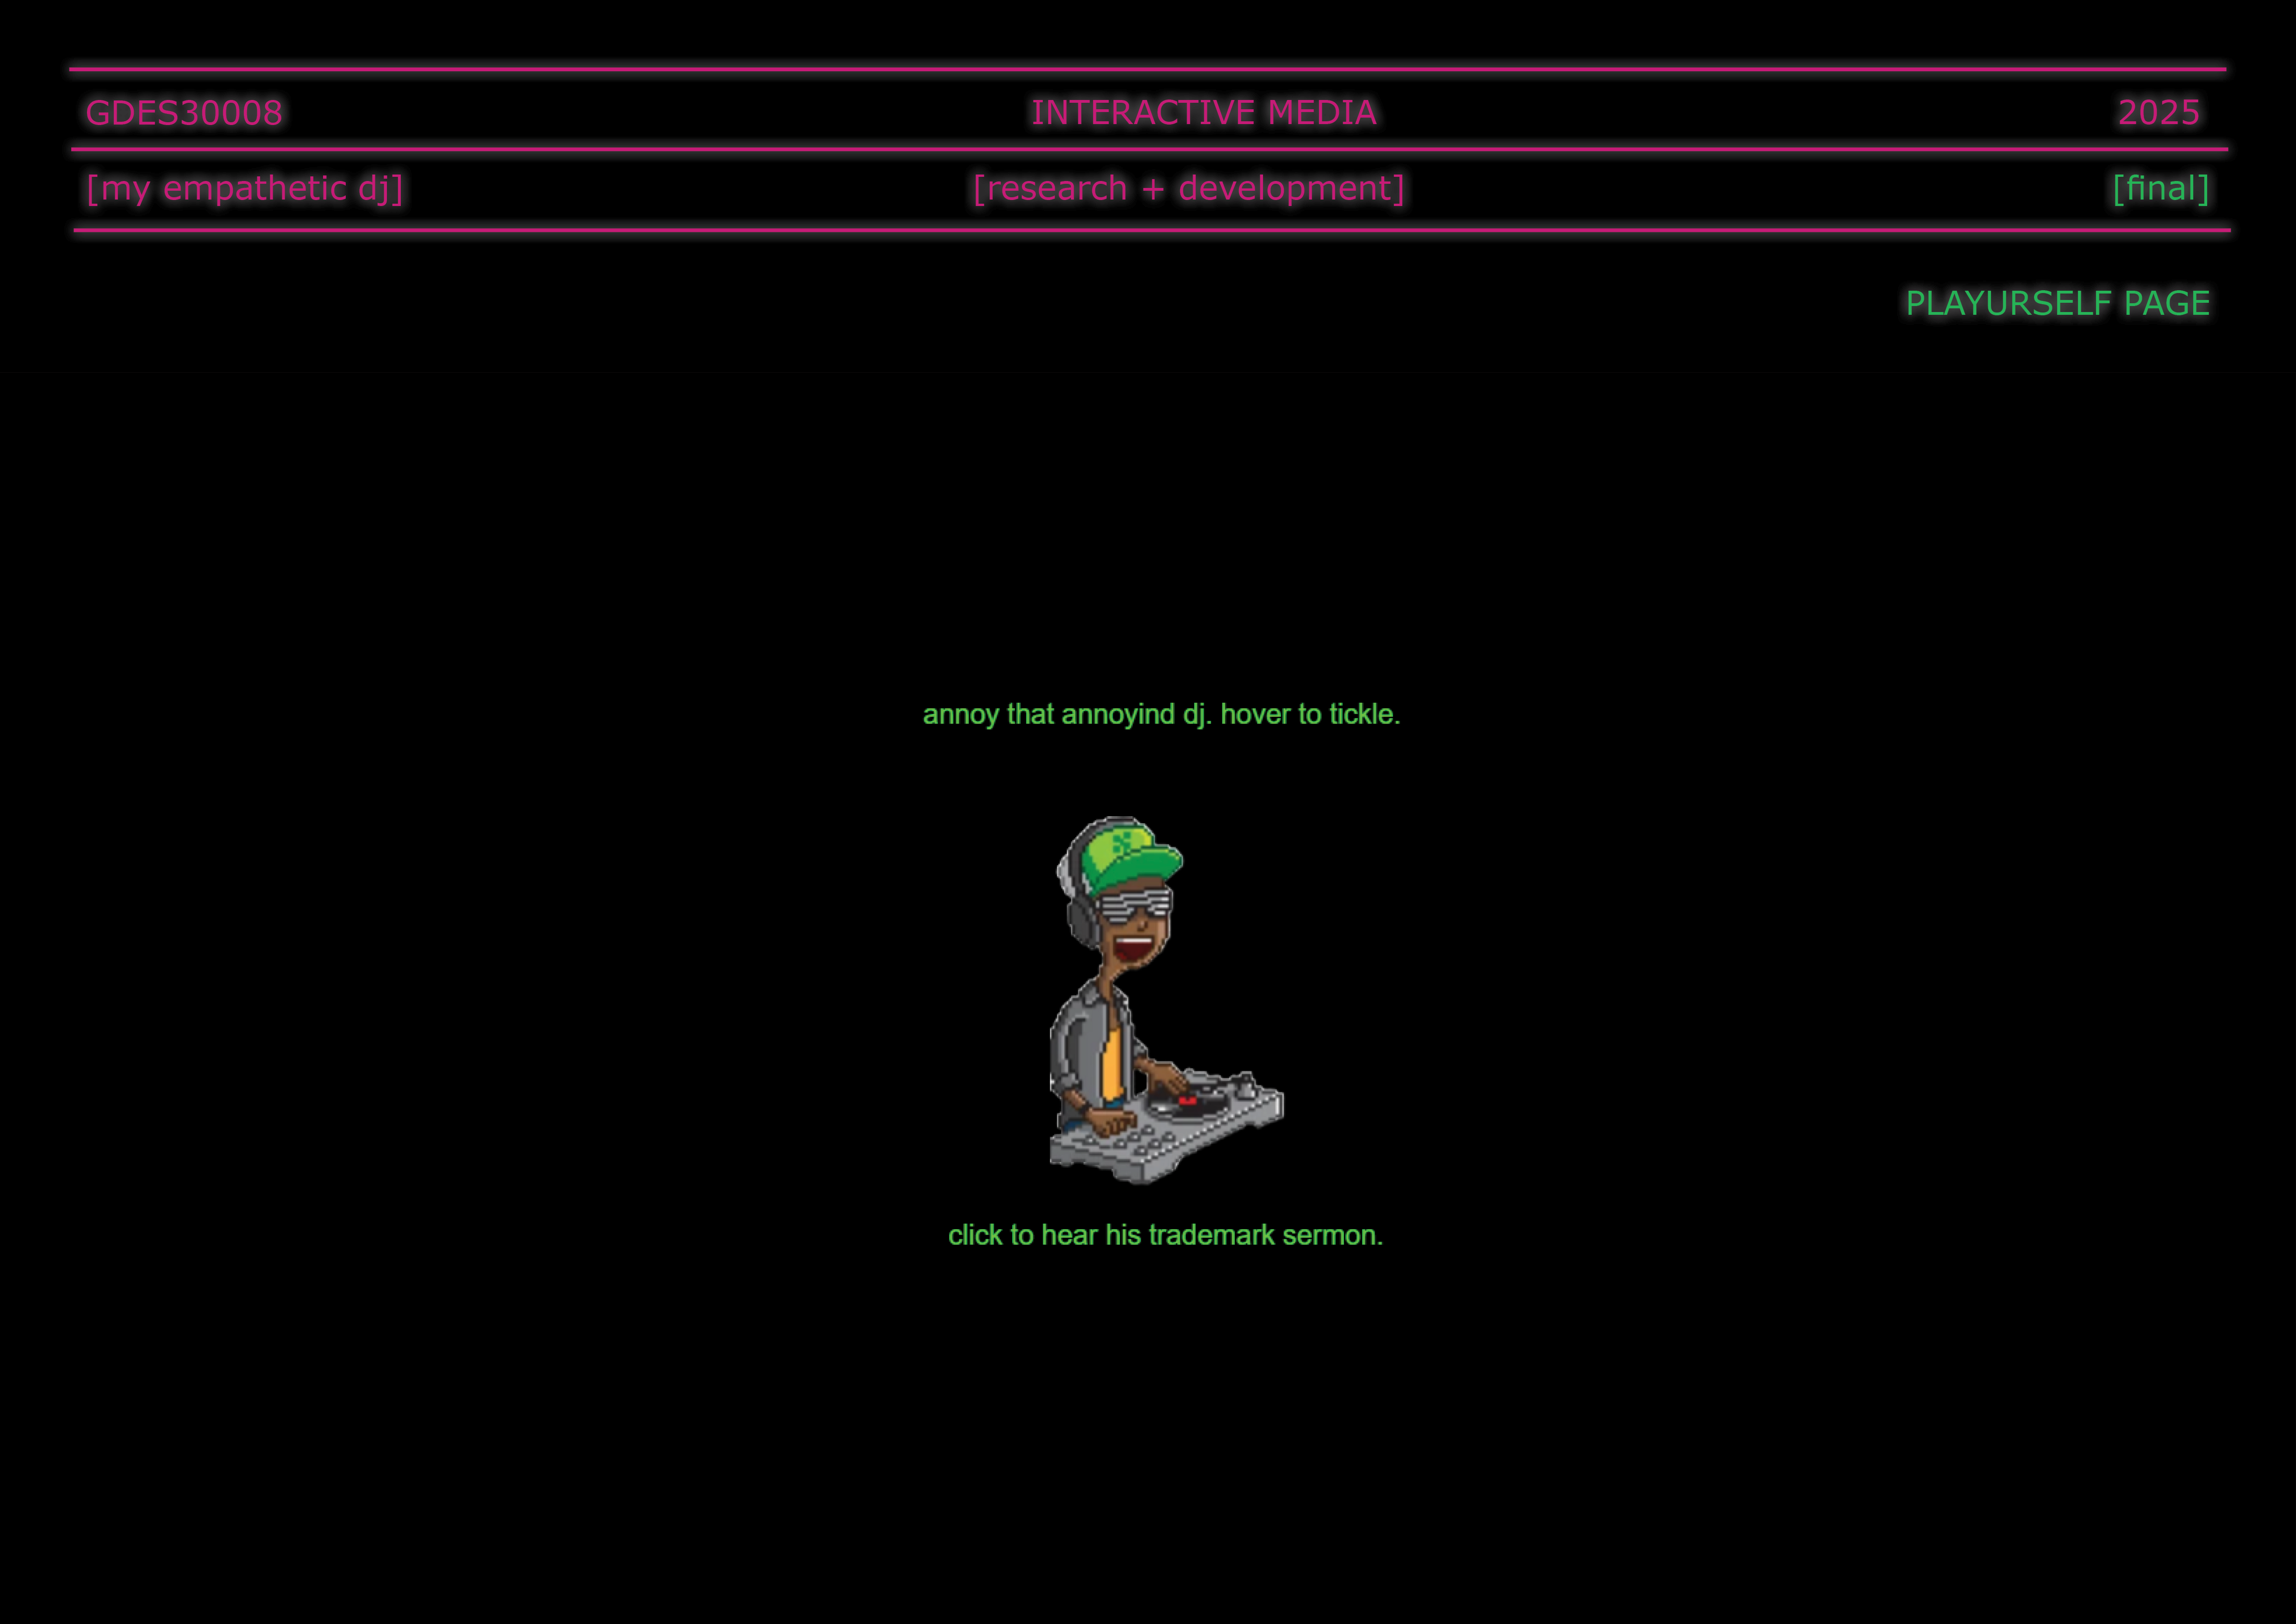 GDES30008 INTERACTIVE MEDIA 2025
[my empathetic dj] [research + development] [final]
PLAYURSELF PAGE
annoy that annoyind dj. hover to tickle.
click to hear his trademark sermon.